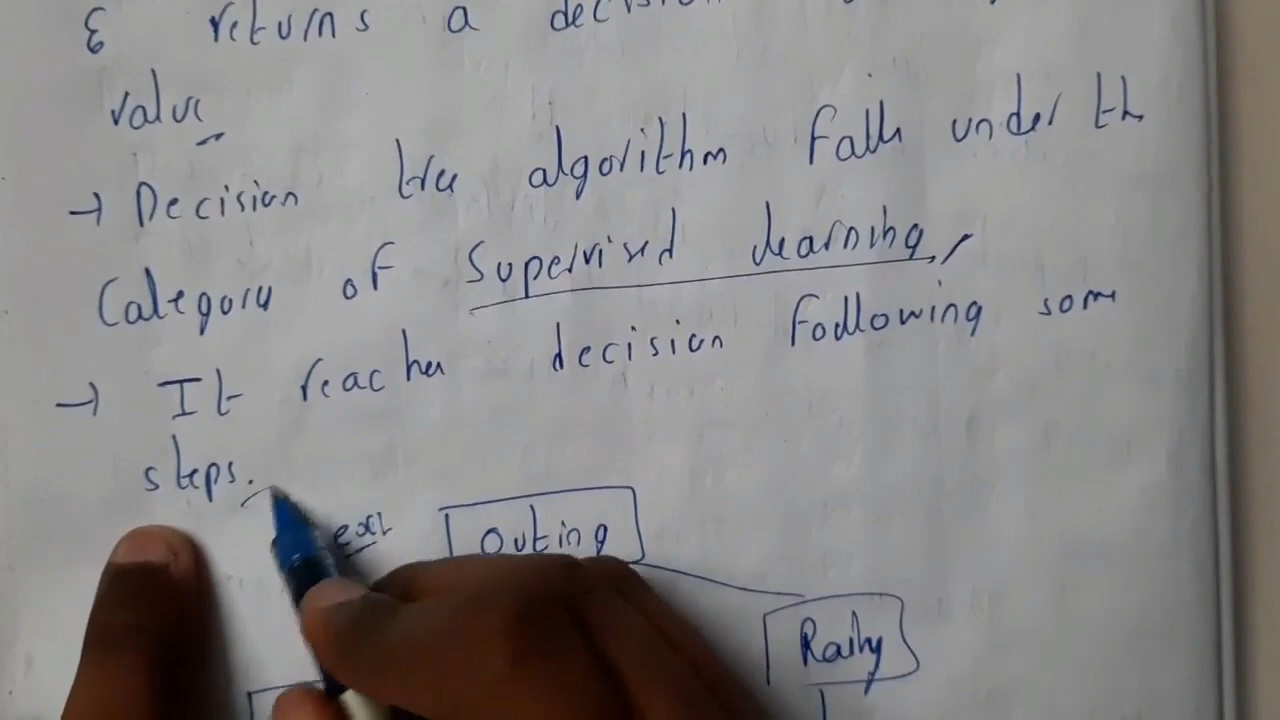 & returns a decision
value
→ Decision tree algorithm falls under the
Category of Supervised learning,
→ It reaches decision following some
steps.
ex:
Outing
Rainy